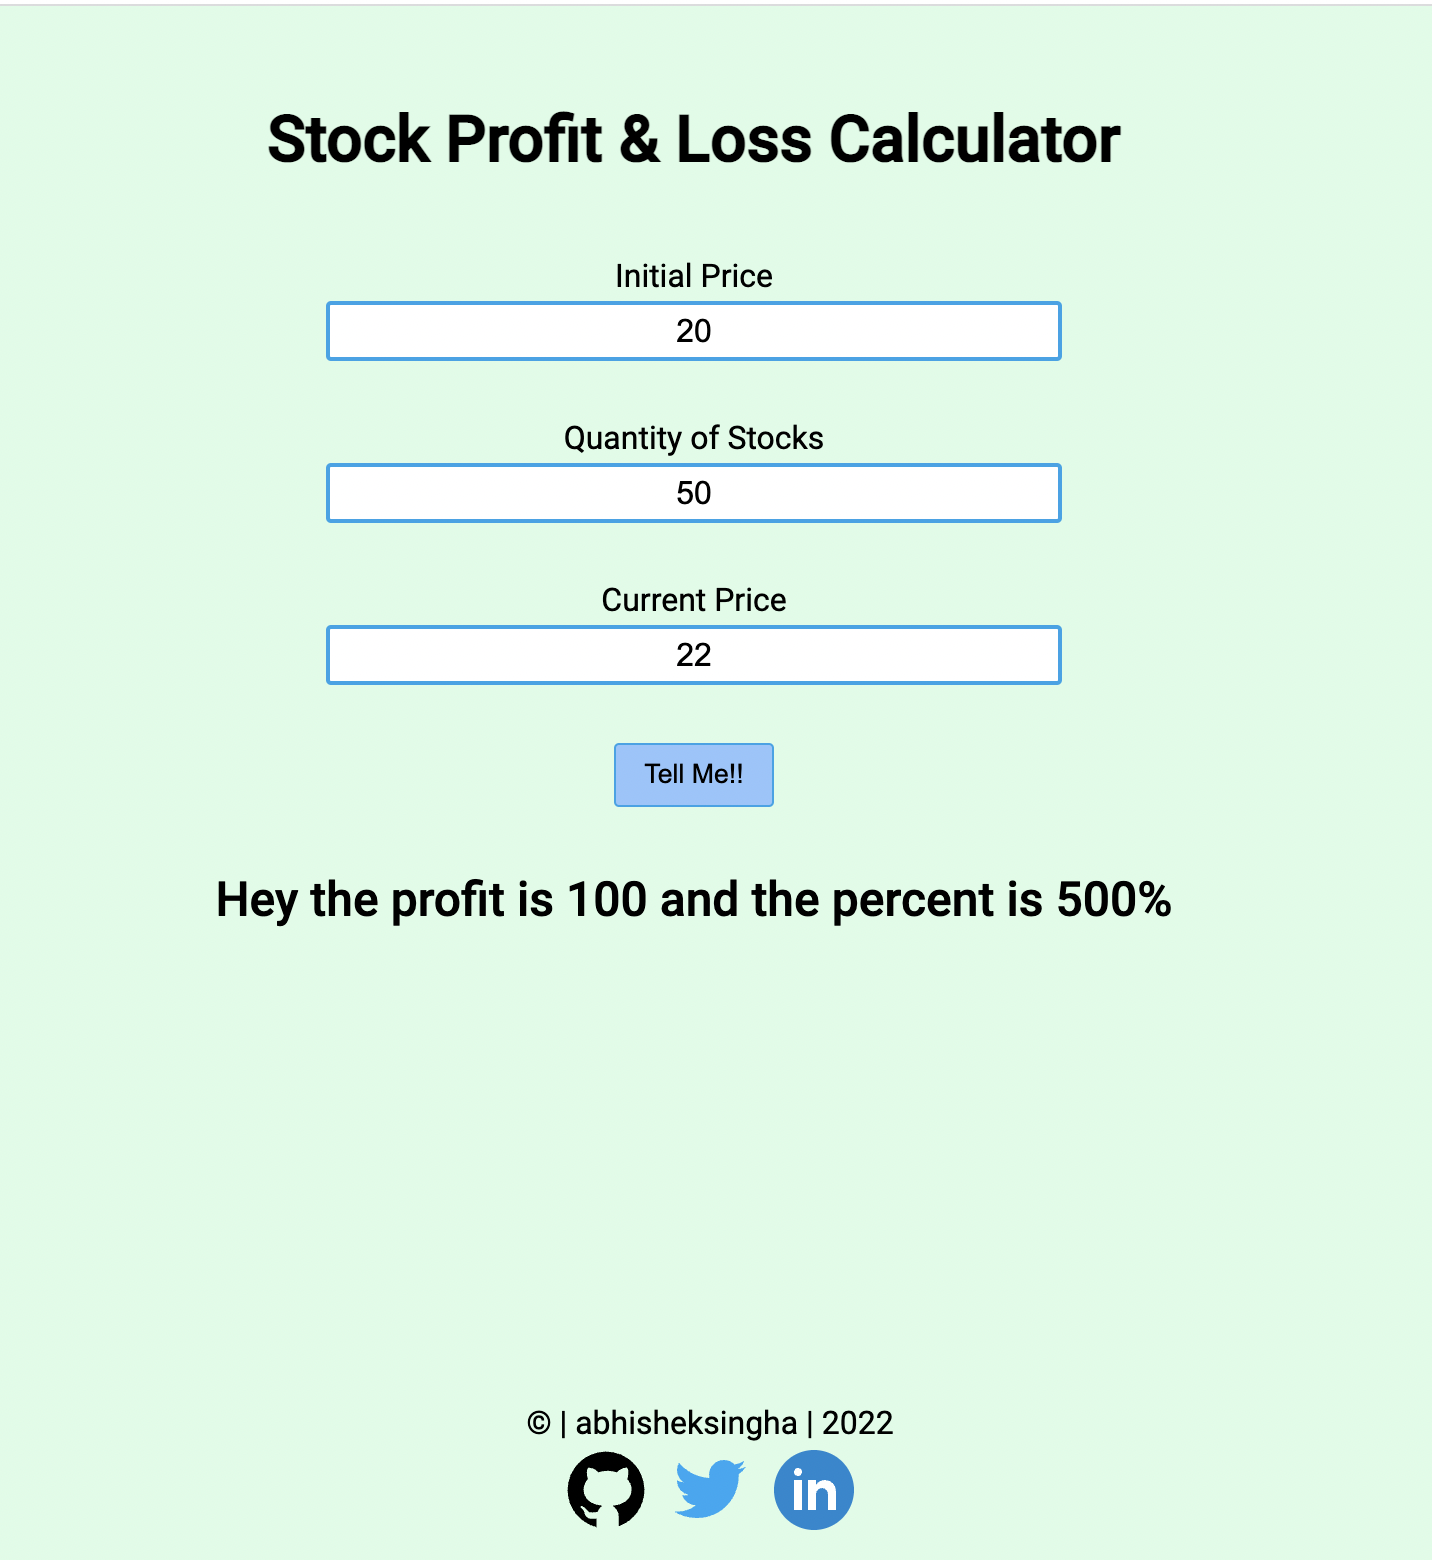 Stock Profit & Loss Calculator
Initial Price
20
Quantity of Stocks
50
Current Price
22
Tell Me!!
Hey the profit is 100 and the percent is 500%
© | abhisheksingha | 2022
in